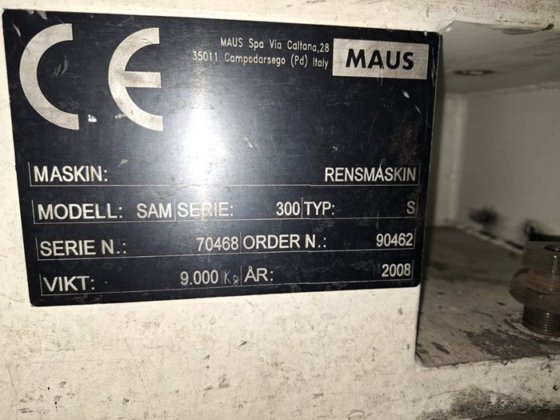 CE
MAUS Spa Via Caltana,28
35011 Campodarsego (Pd) Italy
MAUS
MASKIN: RENSMASKIN
MODELL: SAM SERIE: 300 TYP: S
SERIE N.: 70468 ORDER N.: 90462
VIKT: 9.000 Kg ÅR: 2008